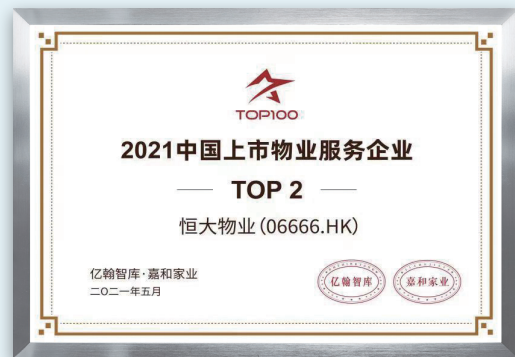 TOP100
2021中国上市物业服务企业
TOP 2
恒大物业(06666.HK)
亿翰智库·嘉和家业
二〇二一年五月
亿翰智库
嘉和家业